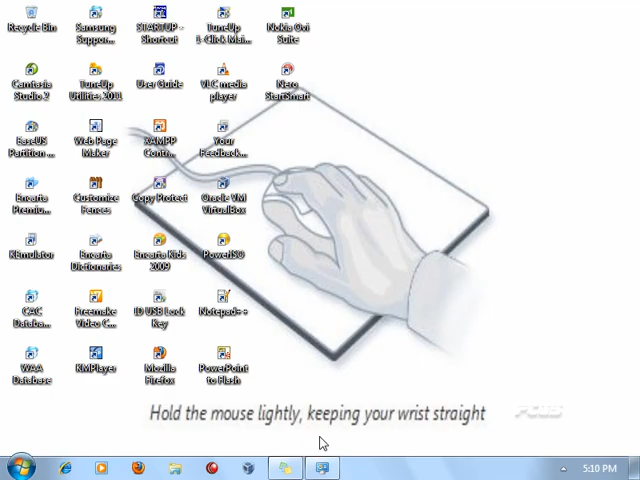 Recycle Bin
Samsung Suppor...
STARTUP - Shortcut
TuneUp 1-Click Mai...
Nokia Ovi Suite
Camtasia Studio 7
TuneUp Utilities 2011
User Guide
VLC media player
Nero StartSmart
EaseUS Partition ...
Web Page Maker
XAMPP Contr...
Your Feedback...
Encarta Premiu...
Customize Fences
Copy Protect
Oracle VM VirtualBox
KEmulator
Encarta Dictionaries
Encarta Kids 2009
PowerISO
CAC Databa...
Freemake Video C...
ID USB Lock Key
Notepad++
WAA Database
KMPlayer
Mozilla Firefox
PowerPoint to Flash
Hold the mouse lightly, keeping your wrist straight
5:10 PM